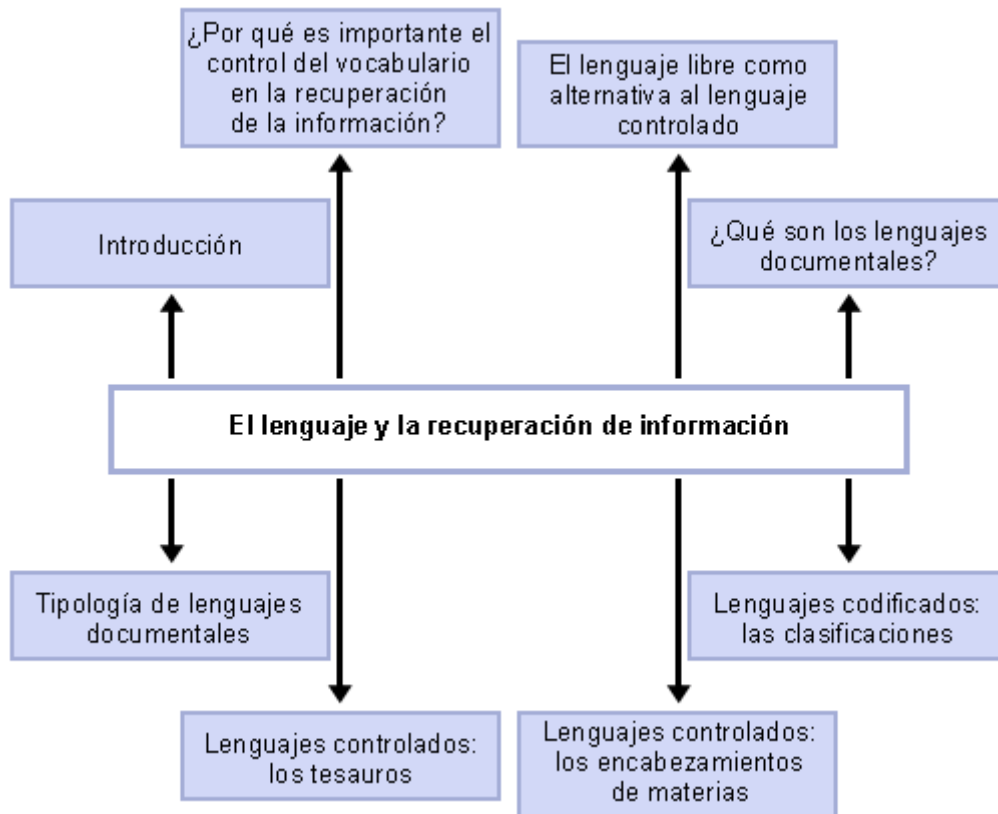 ¿Por qué es importante el
control del vocabulario
en la recuperación
de la información?
El lenguaje libre como
alternativa al lenguaje
controlado
Introducción
¿Qué son los lenguajes
documentales?
El lenguaje y la recuperación de información
Tipología de lenguajes
documentales
Lenguajes codificados:
las clasificaciones
Lenguajes controlados:
los tesauros
Lenguajes controlados:
los encabezamientos
de materias